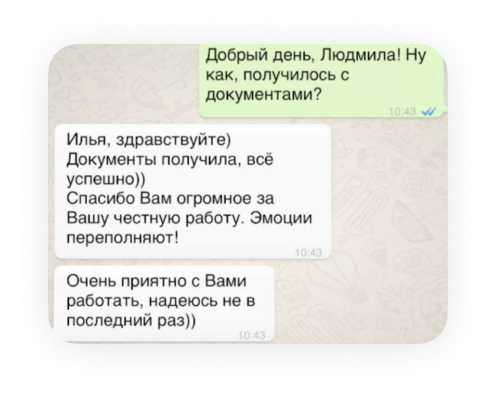 Добрый день, Людмила! Ну
как, получилось с
документами?
10:43
Илья, здравствуйте)
Документы получила, всё
успешно))
Спасибо Вам огромное за
Вашу честную работу. Эмоции
переполняют!
10:43
Очень приятно с Вами
работать, надеюсь не в
последний раз))
10:43